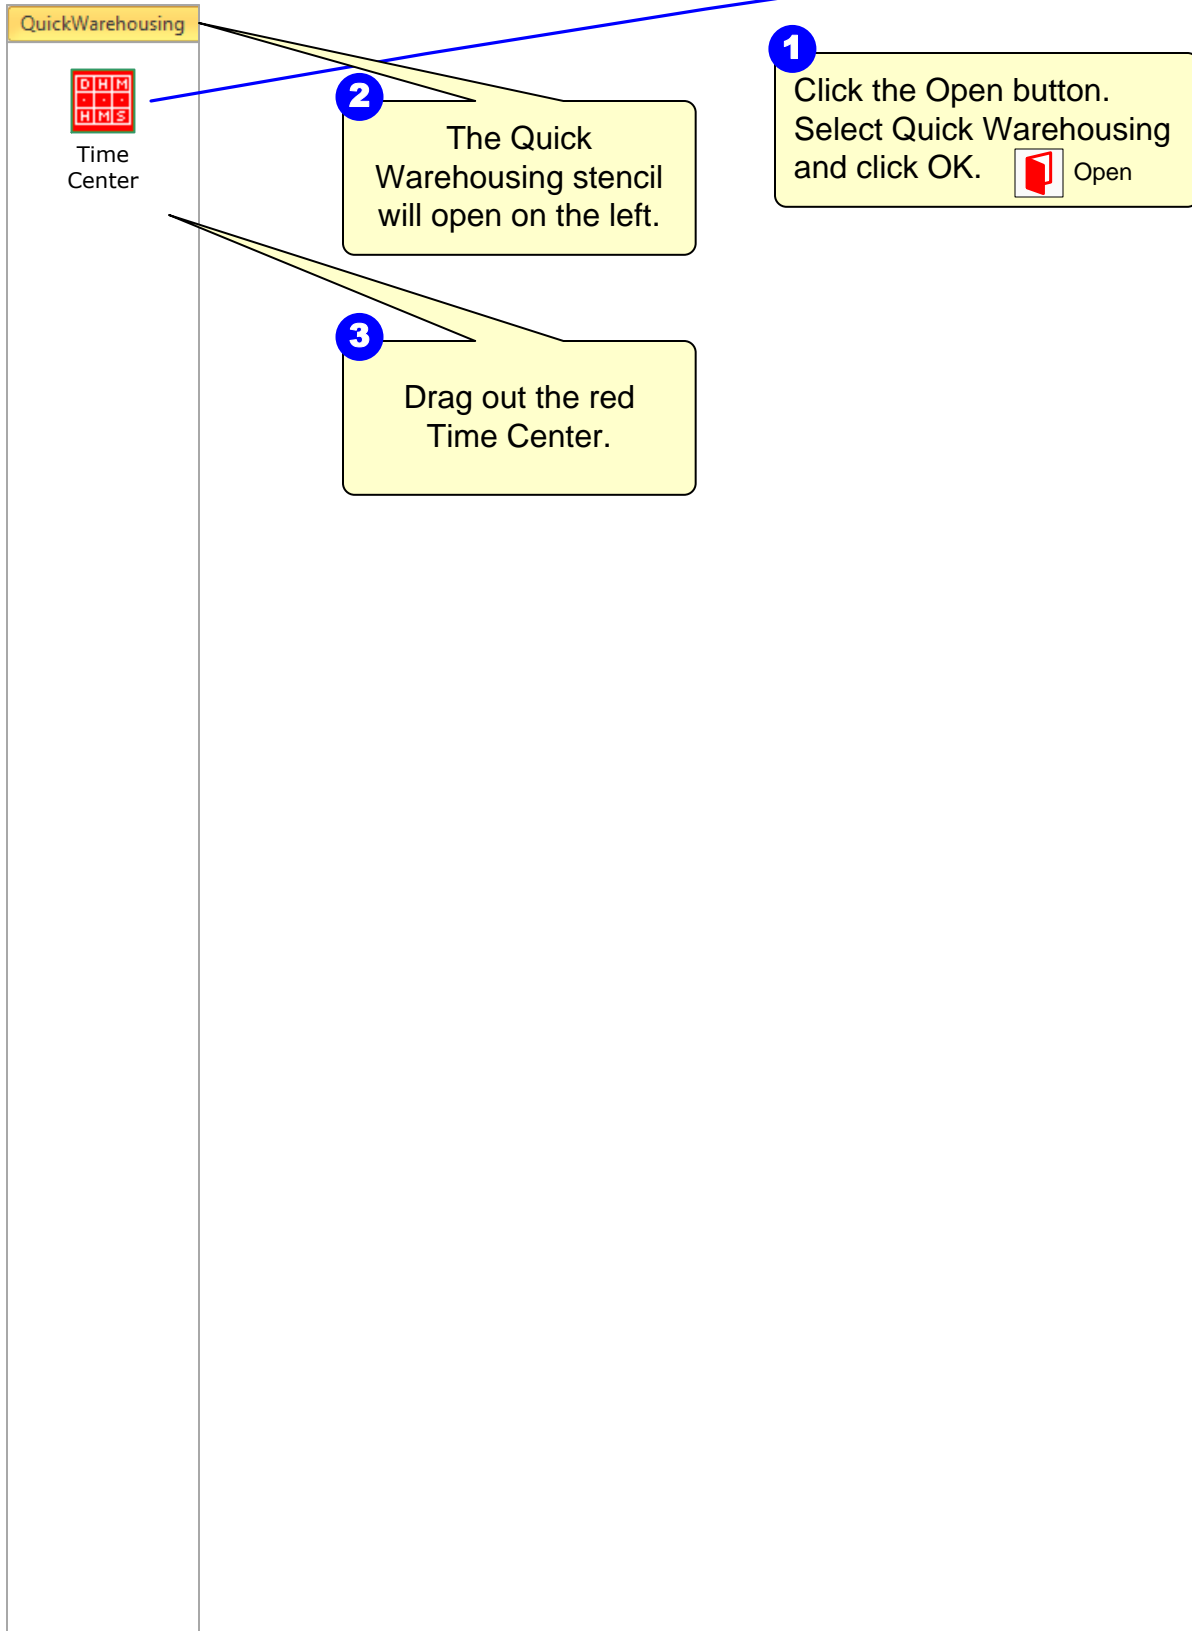 QuickWarehousing
DHM
HMS
Time
Center
1
Click the Open button.
Select Quick Warehousing
and click OK.
Open
2
The Quick
Warehousing stencil
will open on the left.
3
Drag out the red
Time Center.